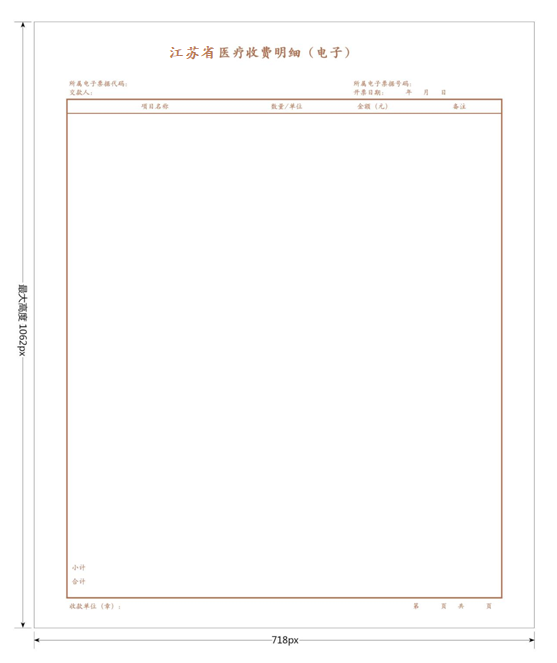 江苏省医疗收费明细（电子）
所属电子票据代码： 所属电子票据号码：
交款人： 开票日期： 年 月 日
项目名称 数量/单位 金额（元） 备注
最大高度 1062px
小计
合计
收款单位（章）： 第 页 共 页
718px